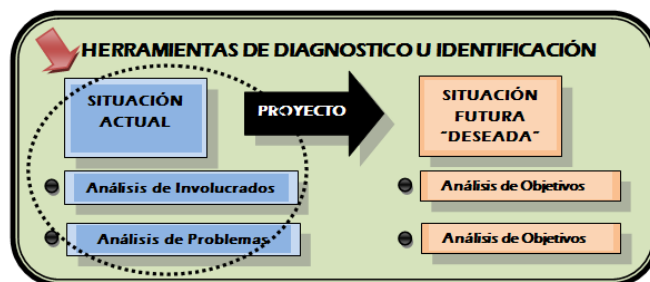 HERRAMIENTAS DE DIAGNOSTICO U IDENTIFICACIÓN
SITUACIÓN
ACTUAL
PROYECTO
SITUACIÓN
FUTURA
“DESEADA”
Análisis de Involucrados
Análisis de Objetivos
Análisis de Problemas
Análisis de Objetivos